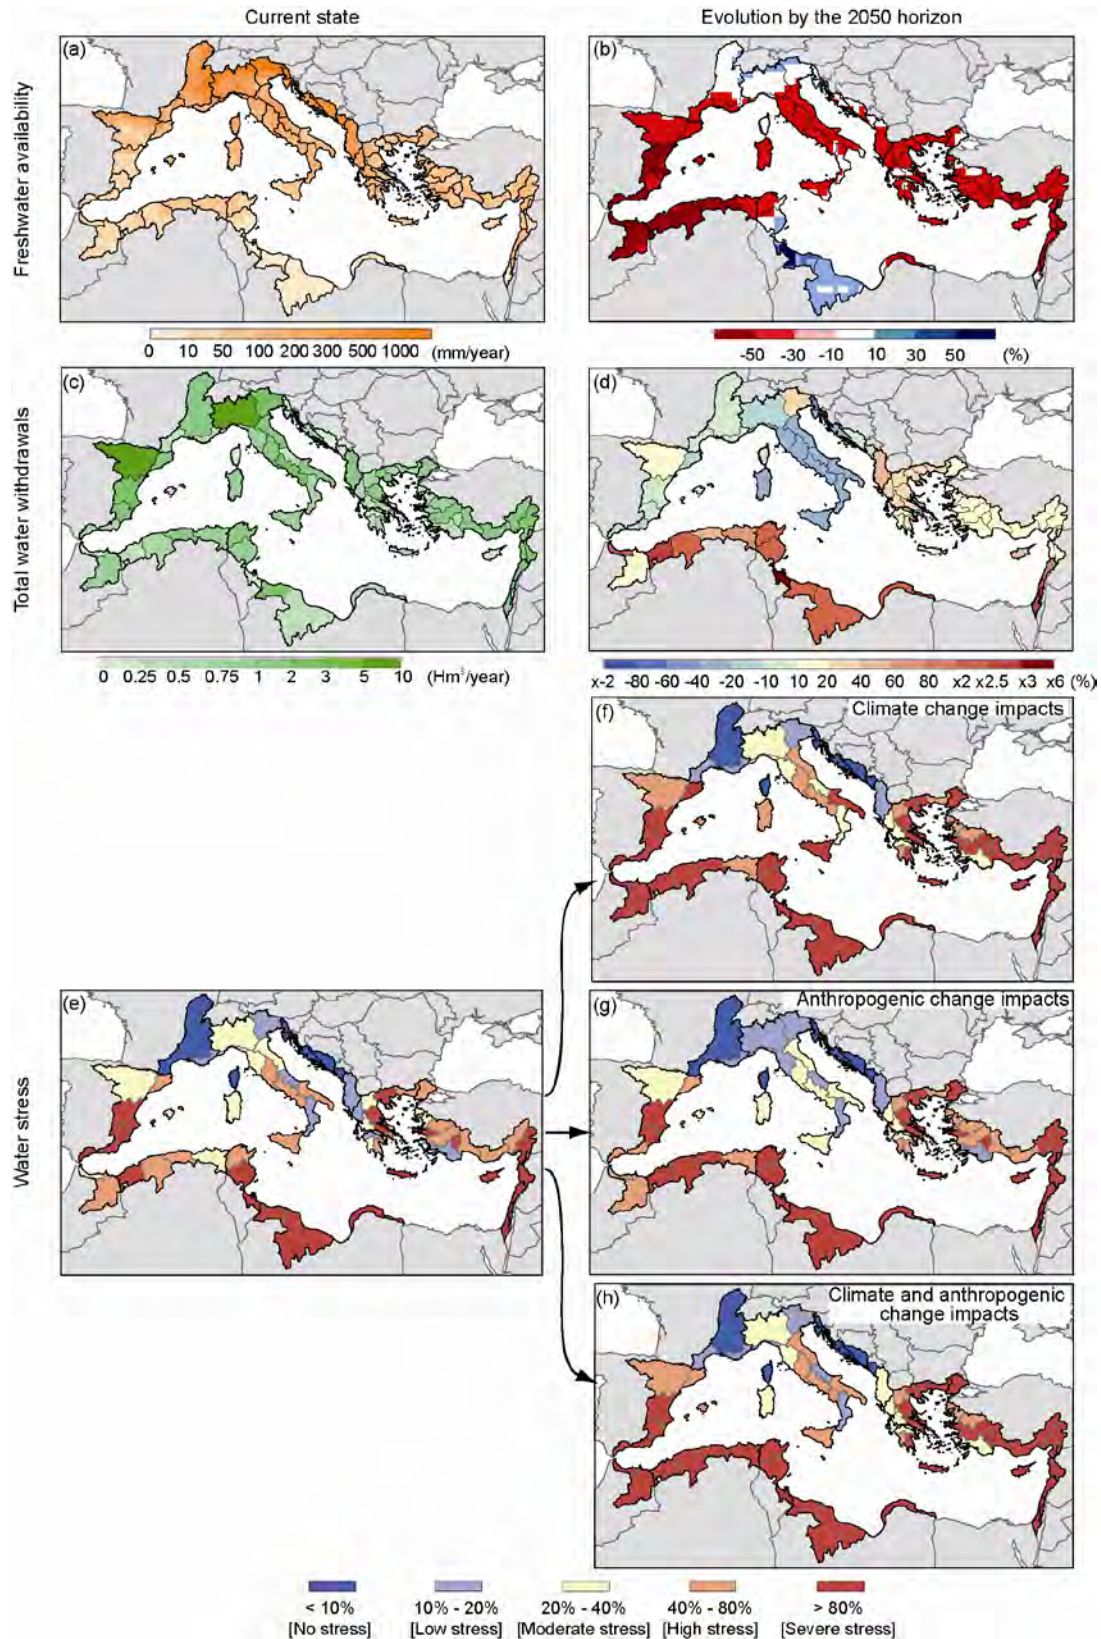 Current state
Evolution by the 2050 horizon
Freshwater availability
(a)
(b)
0 10 50 100 200 300 500 1000 (mm/year)
-50 -30 -10 10 30 50 (%)
Total water withdrawals
(c)
(d)
0 0.25 0.5 0.75 1 2 3 5 10 (Hm³/year)
x-2 -80 -60 -40 -20 -10 10 20 40 60 80 x2 x2.5 x3 x6 (%)
(f)
Climate change impacts
Water stress
(e)
(g)
Anthropogenic change impacts
(h)
Climate and anthropogenic
change impacts
< 10% 10% - 20% 20% - 40% 40% - 80% > 80%
[No stress] [Low stress] [Moderate stress] [High stress] [Severe stress]